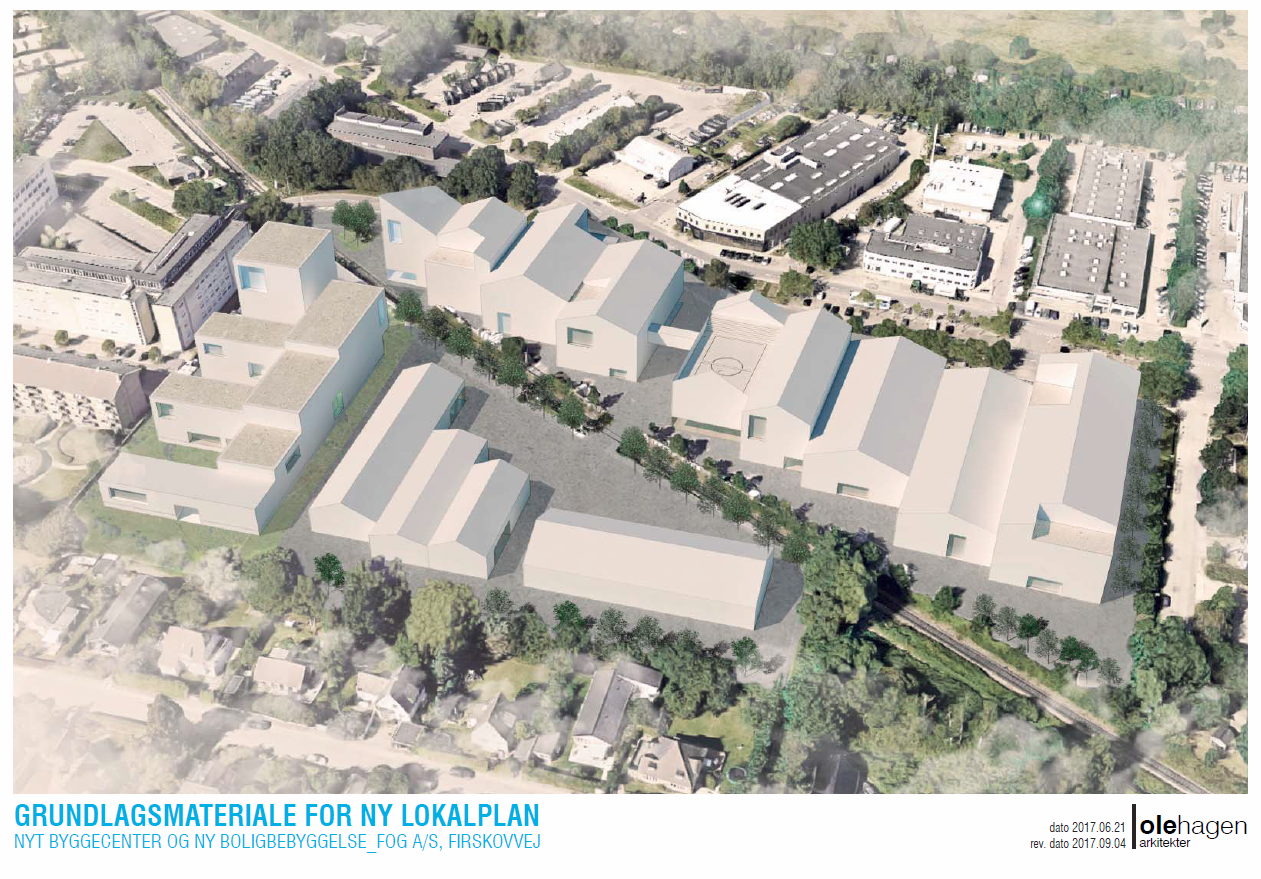 GRUNDLAGSMATERIALE FOR NY LOKALPLAN
NYT BYGGECENTER OG NY BOLIGBEBYGGELSE_FOG A/S, FIRSKOVVEJ
dato 2017.06.21
rev. dato 2017.09.04
olehagen
arkitekter